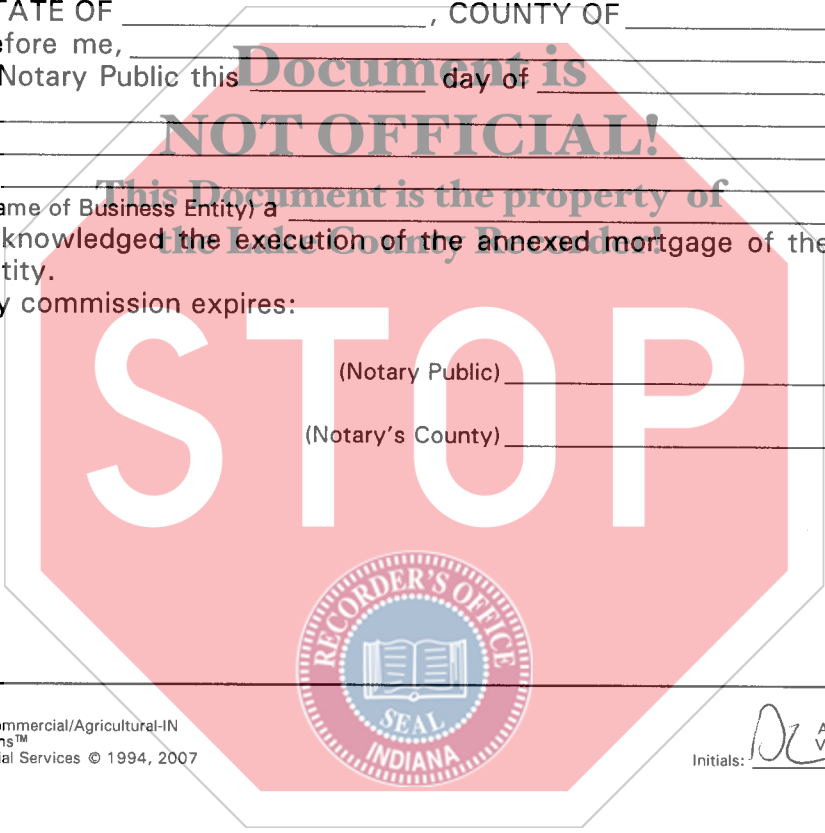 TATE OF , COUNTY OF
efore me,
Notary Public this day of
Document is
NOT OFFICIAL!
This Document is the property of
ame of Business Entity) a
the Lake County Recorder!
knowledged the execution of the annexed mortgage of the
tity.
y commission expires:
STOP
(Notary Public)
(Notary's County)
RECORDER'S OFFICE
SEAL
INDIANA
mmercial/Agricultural-IN
ns™
ial Services © 1994, 2007
Initials: